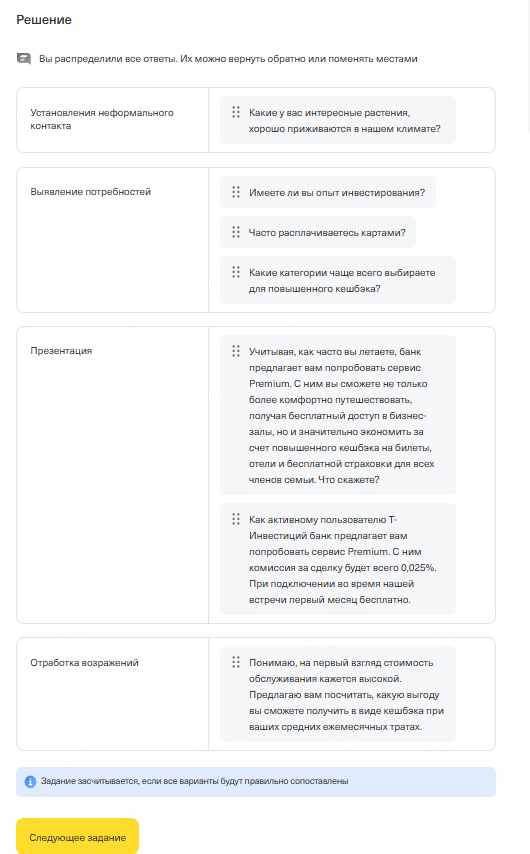 Решение
Вы распределили все ответы. Их можно вернуть обратно или поменять местами
Установления неформального
контакта
Какие у вас интересные растения,
хорошо приживаются в нашем климате?
Выявление потребностей
Имеете ли вы опыт инвестирования?
Часто расплачиваетесь картами?
Какие категории чаще всего выбираете
для повышенного кешбэка?
Презентация
Учитывая, как часто вы летаете, банк
предлагает вам попробовать сервис
Premium. С ним вы сможете не только
более комфортно путешествовать,
получая бесплатный доступ в бизнес-
залы, но и значительно экономить за
счет повышенного кешбэка на билеты,
отели и бесплатной страховки для всех
членов семьи. Что скажете?
Как активному пользователю Т-
Инвестиций банк предлагает вам
попробовать сервис Premium. С ним
комиссия за сделку будет всего 0,025%.
При подключении во время нашей
встречи первый месяц бесплатно.
Отработка возражений
Понимаю, на первый взгляд стоимость
обслуживания кажется высокой.
Предлагаю вам посчитать, какую выгоду
вы сможете получить в виде кешбэка при
ваших средних ежемесячных тратах.
Задание засчитывается, если все варианты будут правильно сопоставлены
Следующее задание